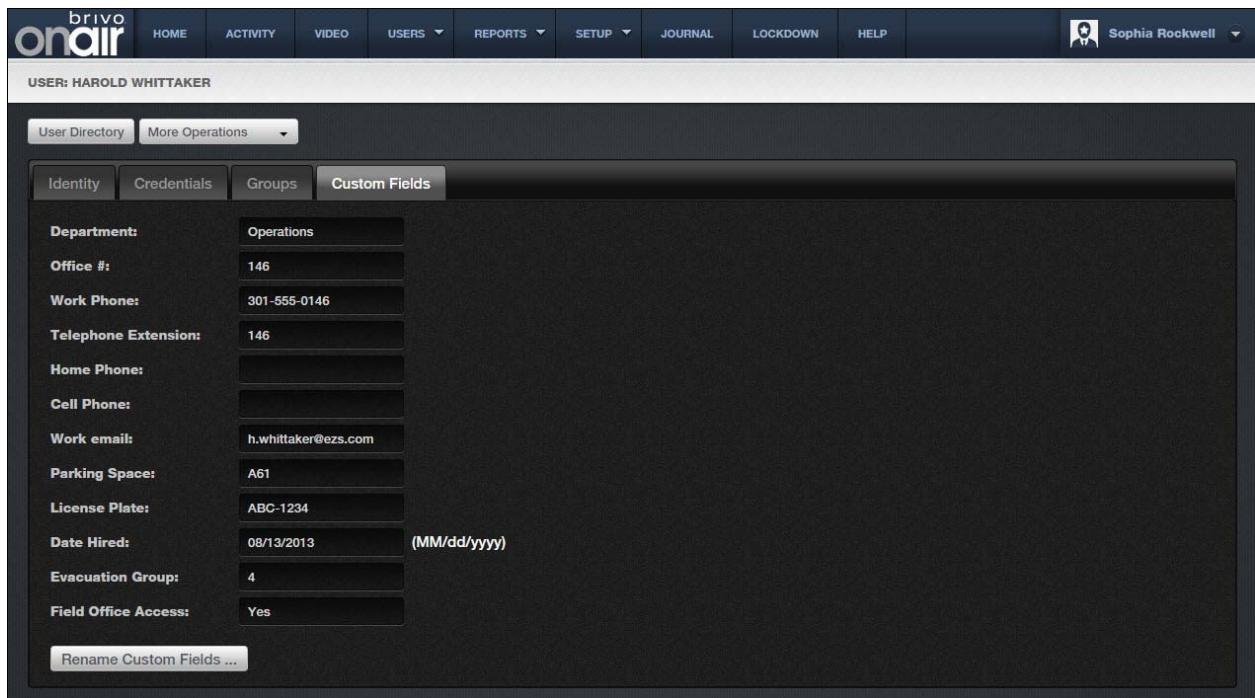 brivo
onair
HOME ACTIVITY VIDEO USERS REPORTS SETUP JOURNAL LOCKDOWN HELP Sophia Rockwell
USER: HAROLD WHITTAKER
User Directory More Operations
Identity Credentials Groups Custom Fields
Department: Operations
Office #: 146
Work Phone: 301-555-0146
Telephone Extension: 146
Home Phone:
Cell Phone:
Work email: h.whittaker@ezs.com
Parking Space: A61
License Plate: ABC-1234
Date Hired: 08/13/2013 (MM/dd/yyyy)
Evacuation Group: 4
Field Office Access: Yes
Rename Custom Fields ...